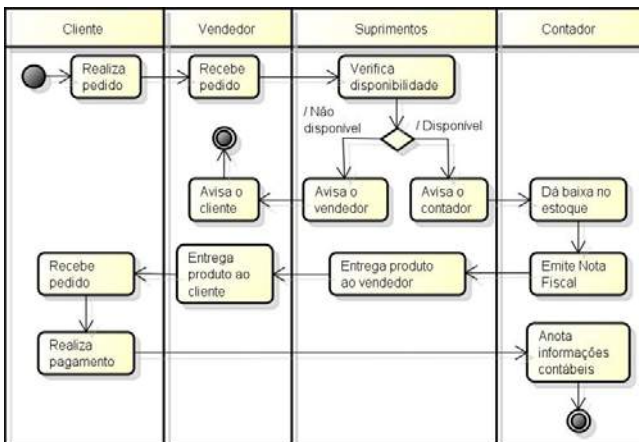 Cliente
Vendedor
Suprimentos
Contador
Realiza
pedido
Recebe
pedido
Verifica
disponibilidade
/ Não
disponível
/ Disponível
Avisa o
cliente
Avisa o
vendedor
Avisa o
contador
Dá baixa no
estoque
Recebe
pedido
Entrega
produto ao
cliente
Entrega produto
ao vendedor
Emite Nota
Fiscal
Realiza
pagamento
Anota
informações
contábeis